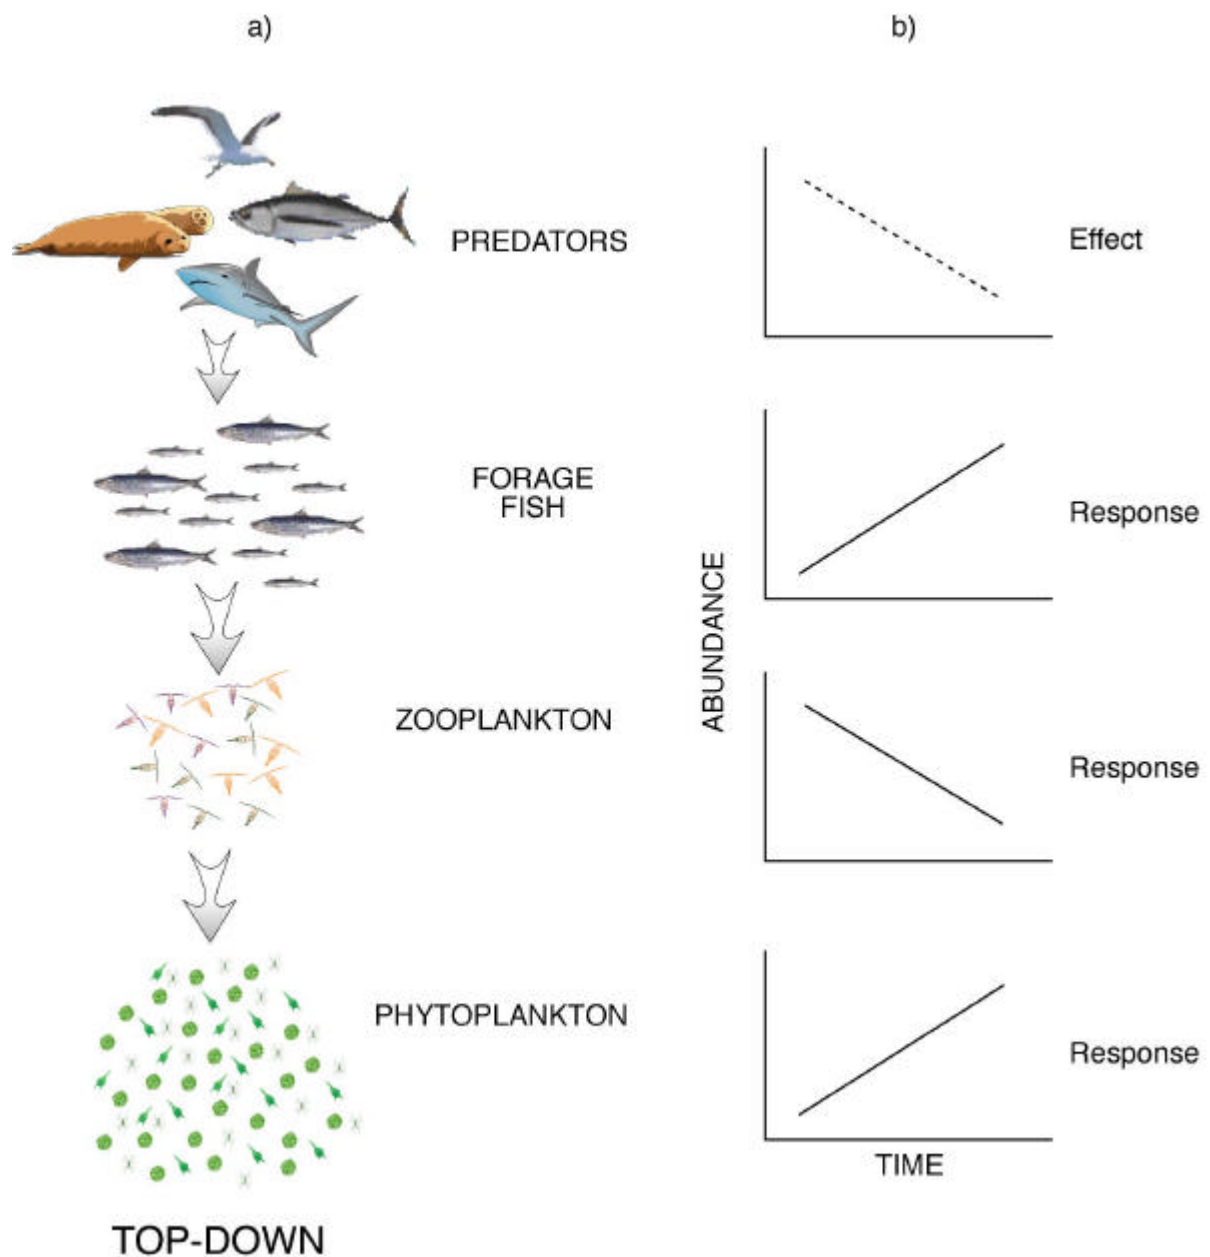 a)
b)
PREDATORS
Effect
FORAGE
FISH
Response
ABUNDANCE
ZOOPLANKTON
Response
PHYTOPLANKTON
Response
TIME
TOP-DOWN